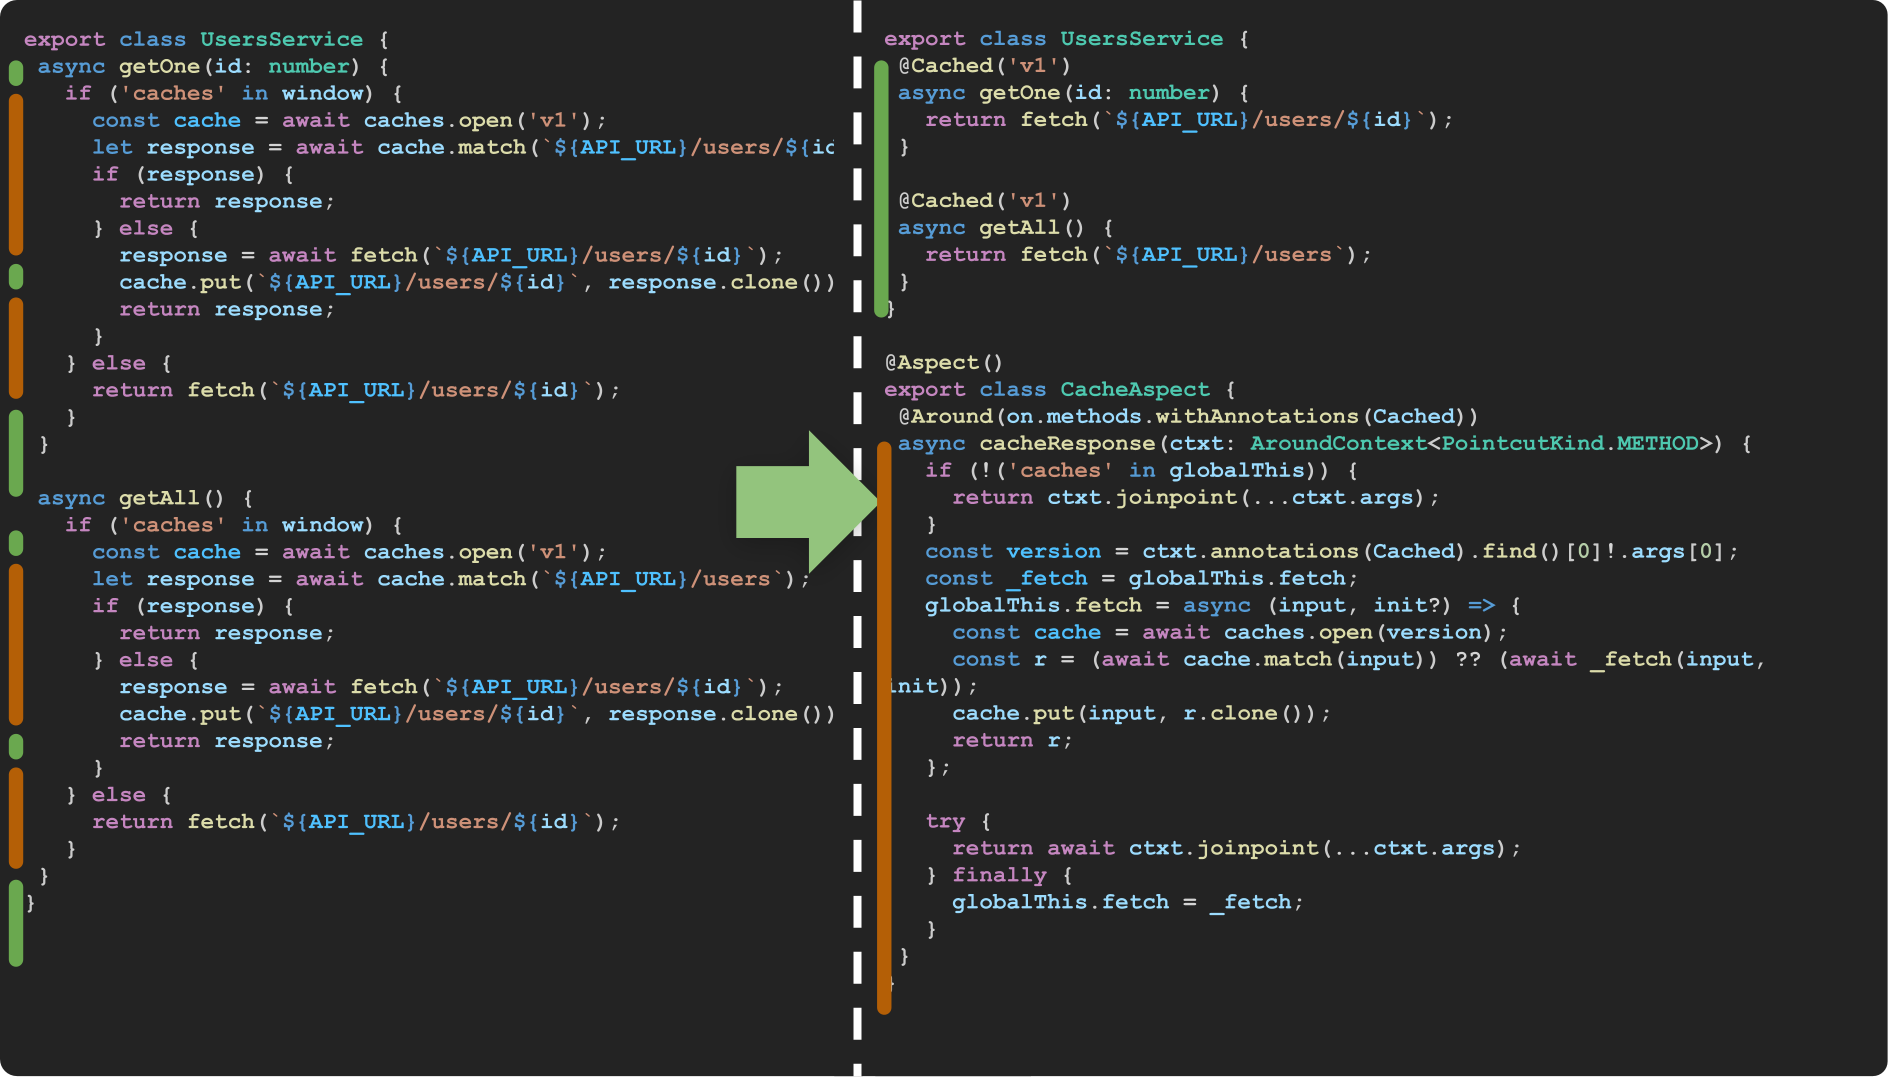 export class UsersService {
async getOne(id: number) {
if ('caches' in window) {
const cache = await caches.open('v1');
let response = await cache.match(`${API_URL}/users/${id
if (response) {
return response;
} else {
response = await fetch(`${API_URL}/users/${id}`);
cache.put(`${API_URL}/users/${id}`, response.clone())
return response;
}
} else {
return fetch(`${API_URL}/users/${id}`);
}
}
async getAll() {
if ('caches' in window) {
const cache = await caches.open('v1');
let response = await cache.match(`${API_URL}/users`);
if (response) {
return response;
} else {
response = await fetch(`${API_URL}/users/${id}`);
cache.put(`${API_URL}/users/${id}`, response.clone())
return response;
}
} else {
return fetch(`${API_URL}/users/${id}`);
}
}
}
export class UsersService {
@Cached('v1')
async getOne(id: number) {
return fetch(`${API_URL}/users/${id}`);
}
@Cached('v1')
async getAll() {
return fetch(`${API_URL}/users`);
}
}
@Aspect()
export class CacheAspect {
@Around(on.methods.withAnnotations(Cached))
async cacheResponse(ctxt: AroundContext<PointcutKind.METHOD>) {
if (!('caches' in globalThis)) {
return ctxt.joinpoint(...ctxt.args);
}
const version = ctxt.annotations(Cached).find()[0]!.args[0];
const _fetch = globalThis.fetch;
globalThis.fetch = async (input, init?) => {
const cache = await caches.open(version);
const r = (await cache.match(input)) ?? (await _fetch(input,
init));
cache.put(input, r.clone());
return r;
};
try {
return await ctxt.joinpoint(...ctxt.args);
} finally {
globalThis.fetch = _fetch;
}
}
}